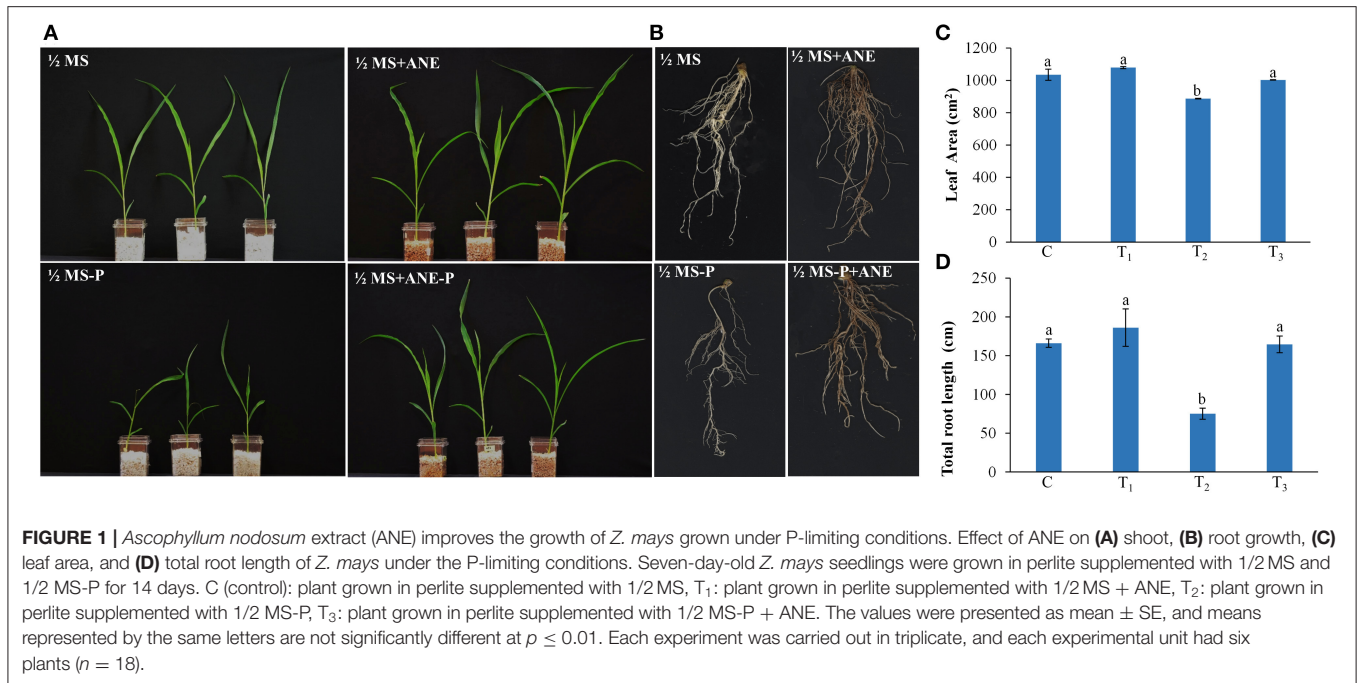 A
½ MS
½ MS+ANE
½ MS-P
½ MS+ANE-P
B
½ MS
½ MS+ANE
½ MS-P
½ MS-P+ANE
C
Leaf Area (cm²)
1200
1000
800
600
400
200
0
a
a
b
a
C
T₁
T₂
T₃
D
Total root length (cm)
250
200
150
100
50
0
a
a
b
a
C
T₁
T₂
T₃
FIGURE 1 | Ascophyllum nodosum extract (ANE) improves the growth of Z. mays grown under P-limiting conditions. Effect of ANE on (A) shoot, (B) root growth, (C)
leaf area, and (D) total root length of Z. mays under the P-limiting conditions. Seven-day-old Z. mays seedlings were grown in perlite supplemented with 1/2 MS and
1/2 MS-P for 14 days. C (control): plant grown in perlite supplemented with 1/2 MS, T₁: plant grown in perlite supplemented with 1/2 MS + ANE, T₂: plant grown in
perlite supplemented with 1/2 MS-P, T₃: plant grown in perlite supplemented with 1/2 MS-P + ANE. The values were presented as mean ± SE, and means
represented by the same letters are not significantly different at p ≤ 0.01. Each experiment was carried out in triplicate, and each experimental unit had six
plants (n = 18).